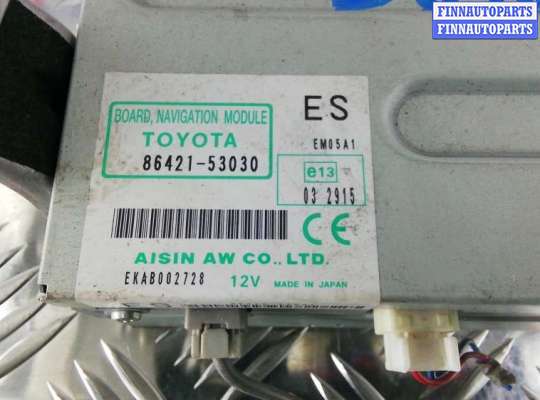 FINNAUTOPARTS
FINNAUTOPARTS
BOARD, NAVIGATION MODULE
TOYOTA
86421-53030
ES
EM05A1
e13
03 2915
CE
AISIN AW CO., LTD.
EKAB002728
12V
MADE IN JAPAN